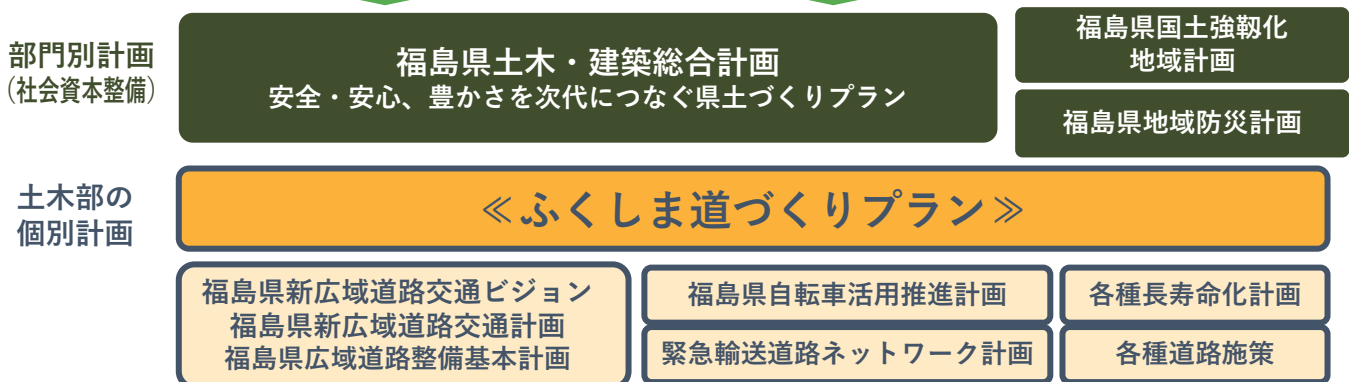 部門別計画
(社会資本整備)
福島県土木・建築総合計画
安全・安心、豊かさを次代につなぐ県土づくりプラン
福島県国土強靱化
地域計画
福島県地域防災計画
土木部の
個別計画
≪ふくしま道づくりプラン≫
福島県新広域道路交通ビジョン
福島県新広域道路交通計画
福島県広域道路整備基本計画
福島県自転車活用推進計画
緊急輸送道路ネットワーク計画
各種長寿命化計画
各種道路施策